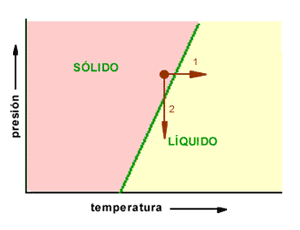 SÓLIDO
1
2
LÍQUIDO
presión
temperatura